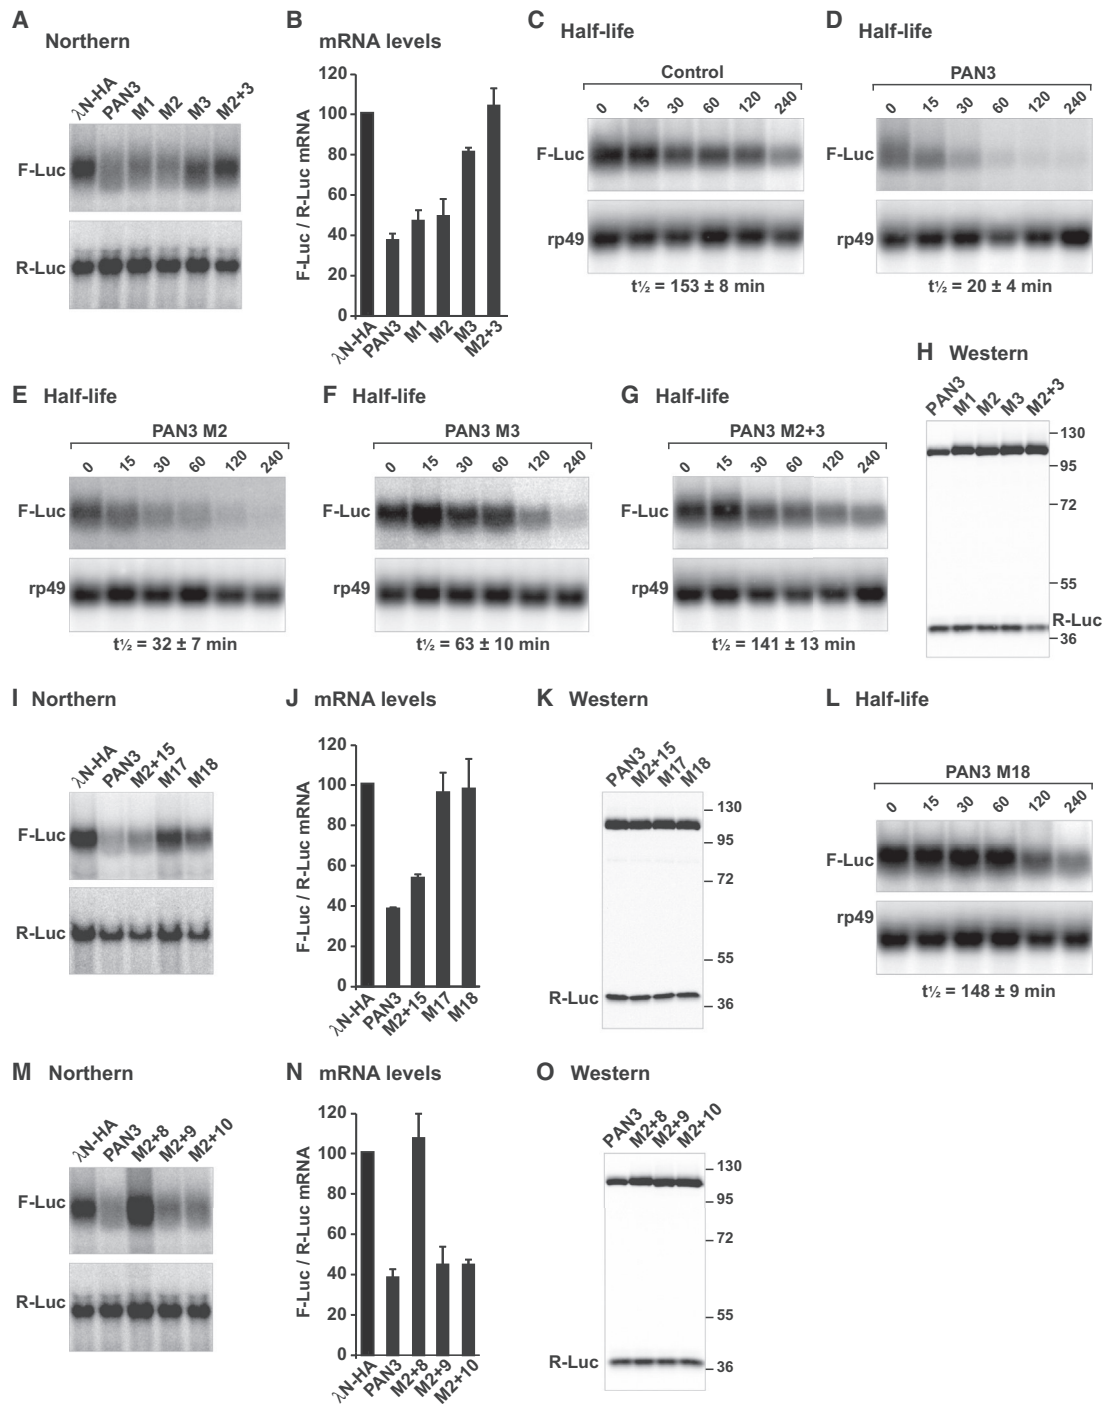 A Northern
λN-HA PAN3 M1 M2 M3 M2+3
F-Luc
R-Luc
B mRNA levels
F-Luc / R-Luc mRNA
120
100
80
60
40
20
0
λN-HA PAN3 M1 M2 M3 M2+3
C Half-life
Control
0 15 30 60 120 240
F-Luc
rp49
t½ = 153 ± 8 min
D Half-life
PAN3
0 15 30 60 120 240
F-Luc
rp49
t½ = 20 ± 4 min
E Half-life
PAN3 M2
0 15 30 60 120 240
F-Luc
rp49
t½ = 32 ± 7 min
F Half-life
PAN3 M3
0 15 30 60 120 240
F-Luc
rp49
t½ = 63 ± 10 min
G Half-life
PAN3 M2+3
0 15 30 60 120 240
F-Luc
rp49
t½ = 141 ± 13 min
H Western
PAN3 M1 M2 M3 M2+3
130
95
72
55
R-Luc
36
I Northern
λN-HA PAN3 M2+15 M17 M18
F-Luc
R-Luc
J mRNA levels
F-Luc / R-Luc mRNA
120
100
80
60
40
20
0
λN-HA PAN3 M2+15 M17 M18
K Western
PAN3 M2+15 M17 M18
130
95
72
55
R-Luc
36
L Half-life
PAN3 M18
0 15 30 60 120 240
F-Luc
rp49
t½ = 148 ± 9 min
M Northern
λN-HA PAN3 M2+8 M2+9 M2+10
F-Luc
R-Luc
N mRNA levels
F-Luc / R-Luc mRNA
120
100
80
60
40
20
0
λN-HA PAN3 M2+8 M2+9 M2+10
O Western
PAN3 M2+8 M2+9 M2+10
130
95
72
55
R-Luc
36